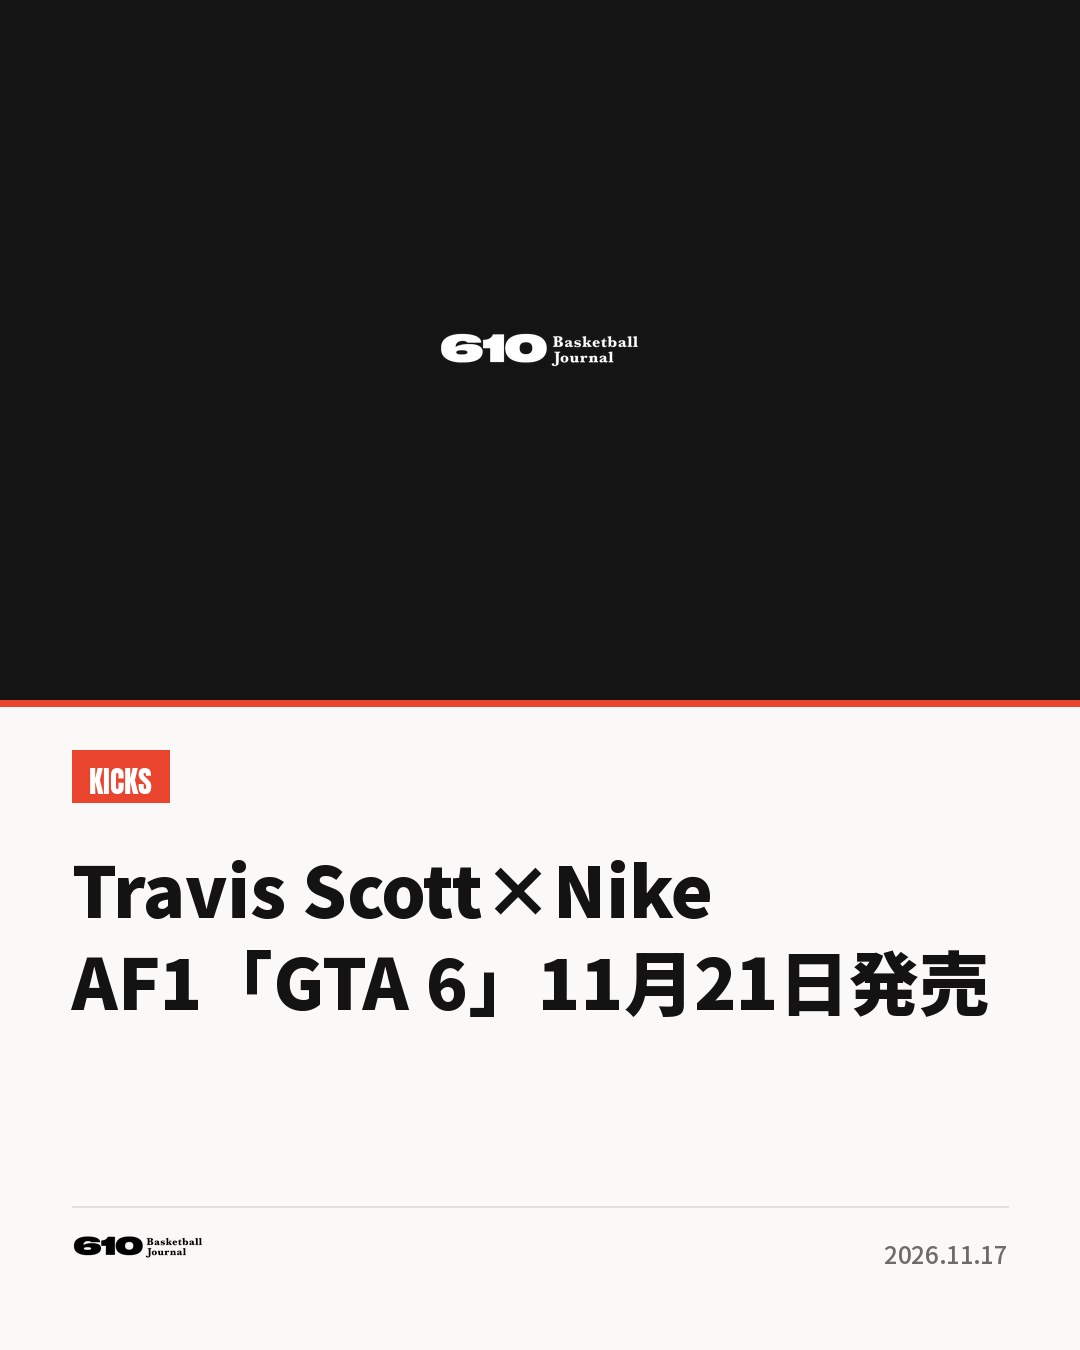 610 Basketball
Journal
KICKS
Travis Scott×Nike
AF1「GTA 6」11月21日発売
610 Basketball
Journal
2026.11.17